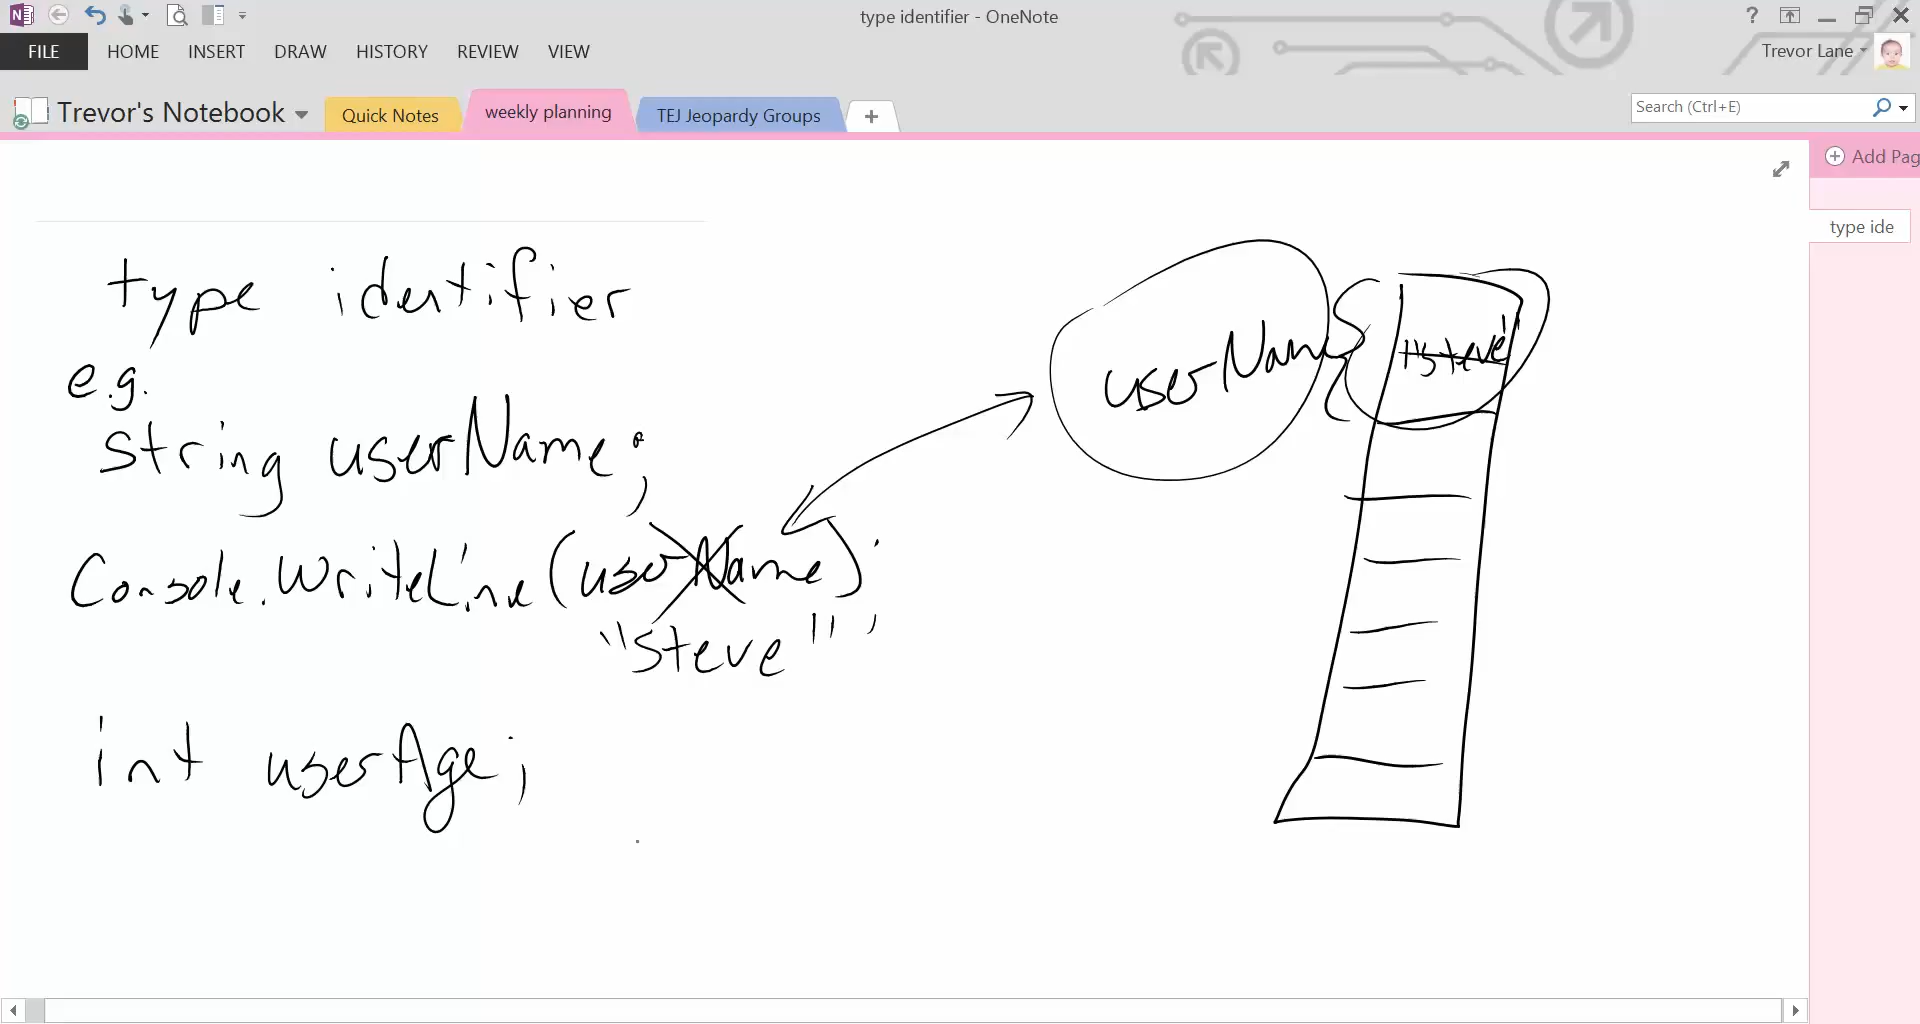 type identifier - OneNote
?
FILE
HOME
INSERT
DRAW
HISTORY
REVIEW
VIEW
Trevor Lane
Trevor's Notebook
Quick Notes
weekly planning
TEJ Jeopardy Groups
+
Search (Ctrl+E)
Add Pag
type ide
type identifier
e.g.
string userName;
Console.WriteLine(userName);
"steve"
int userAge;
userName
"steve"